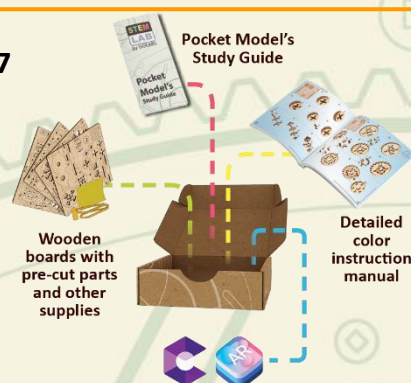 7
STEM
LAB
Pocket
Model's
Study Guide
Pocket Model's
Study Guide
Wooden
boards with
pre-cut parts
and other
supplies
Detailed
color
instruction
manual
AR